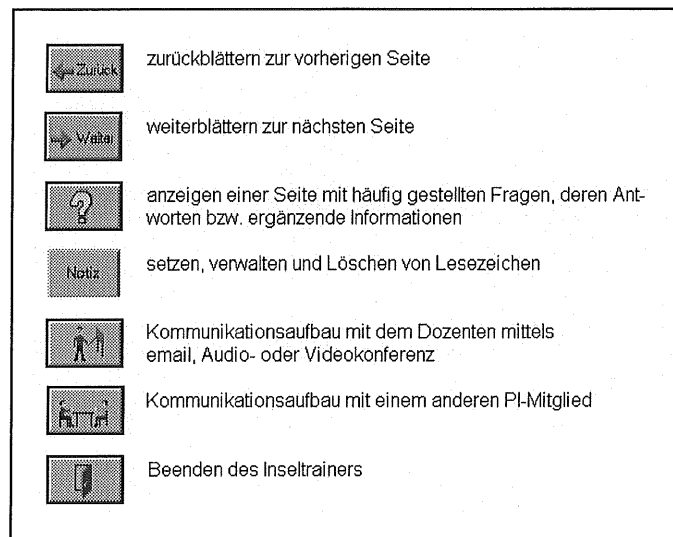 Zurück
zurückblättern zur vorherigen Seite
Weiter
weiterblättern zur nächsten Seite
anzeigen einer Seite mit häufig gestellten Fragen, deren Ant-
worten bzw. ergänzende Informationen
Notiz
setzen, verwalten und Löschen von Lesezeichen
Kommunikationsaufbau mit dem Dozenten mittels
email, Audio- oder Videokonferenz
Kommunikationsaufbau mit einem anderen PI-Mitglied
Beenden des Inseltrainers